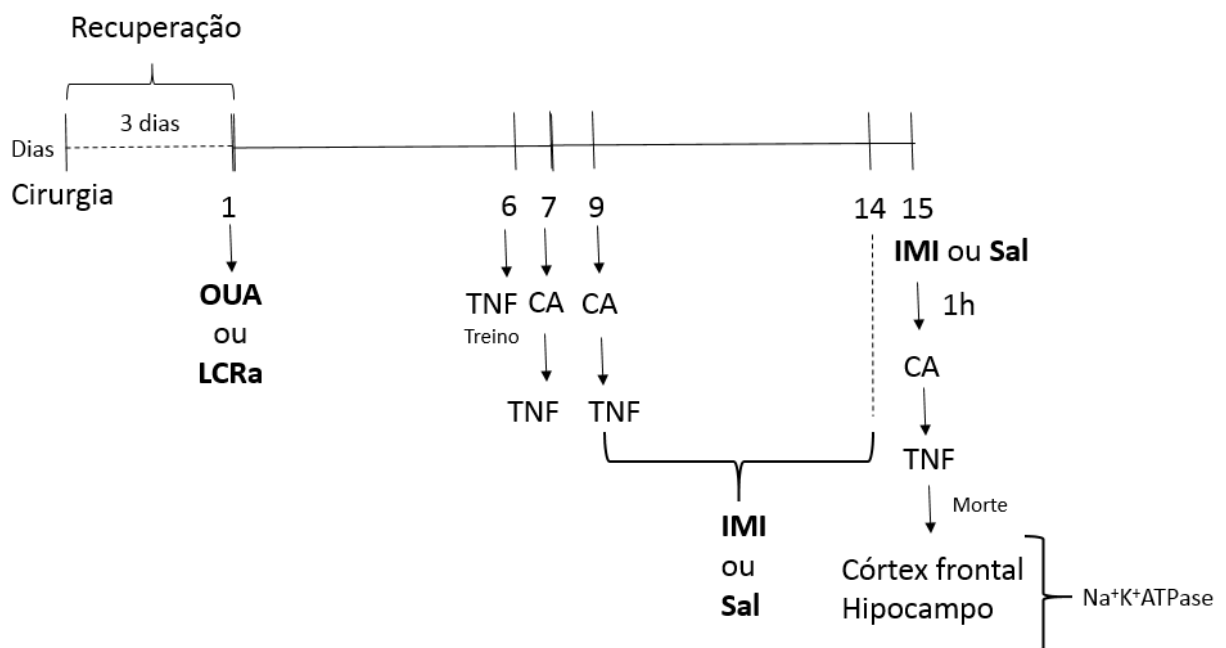 Recuperação
3 dias
Dias
Cirurgia
1
6
7
9
14
15
OUA
ou
LCRa
TNF
Treino
CA
TNF
CA
TNF
IMI
ou
Sal
IMI ou Sal
1h
CA
TNF
Morte
Córtex frontal
Hipocampo
Na⁺K⁺ATPase